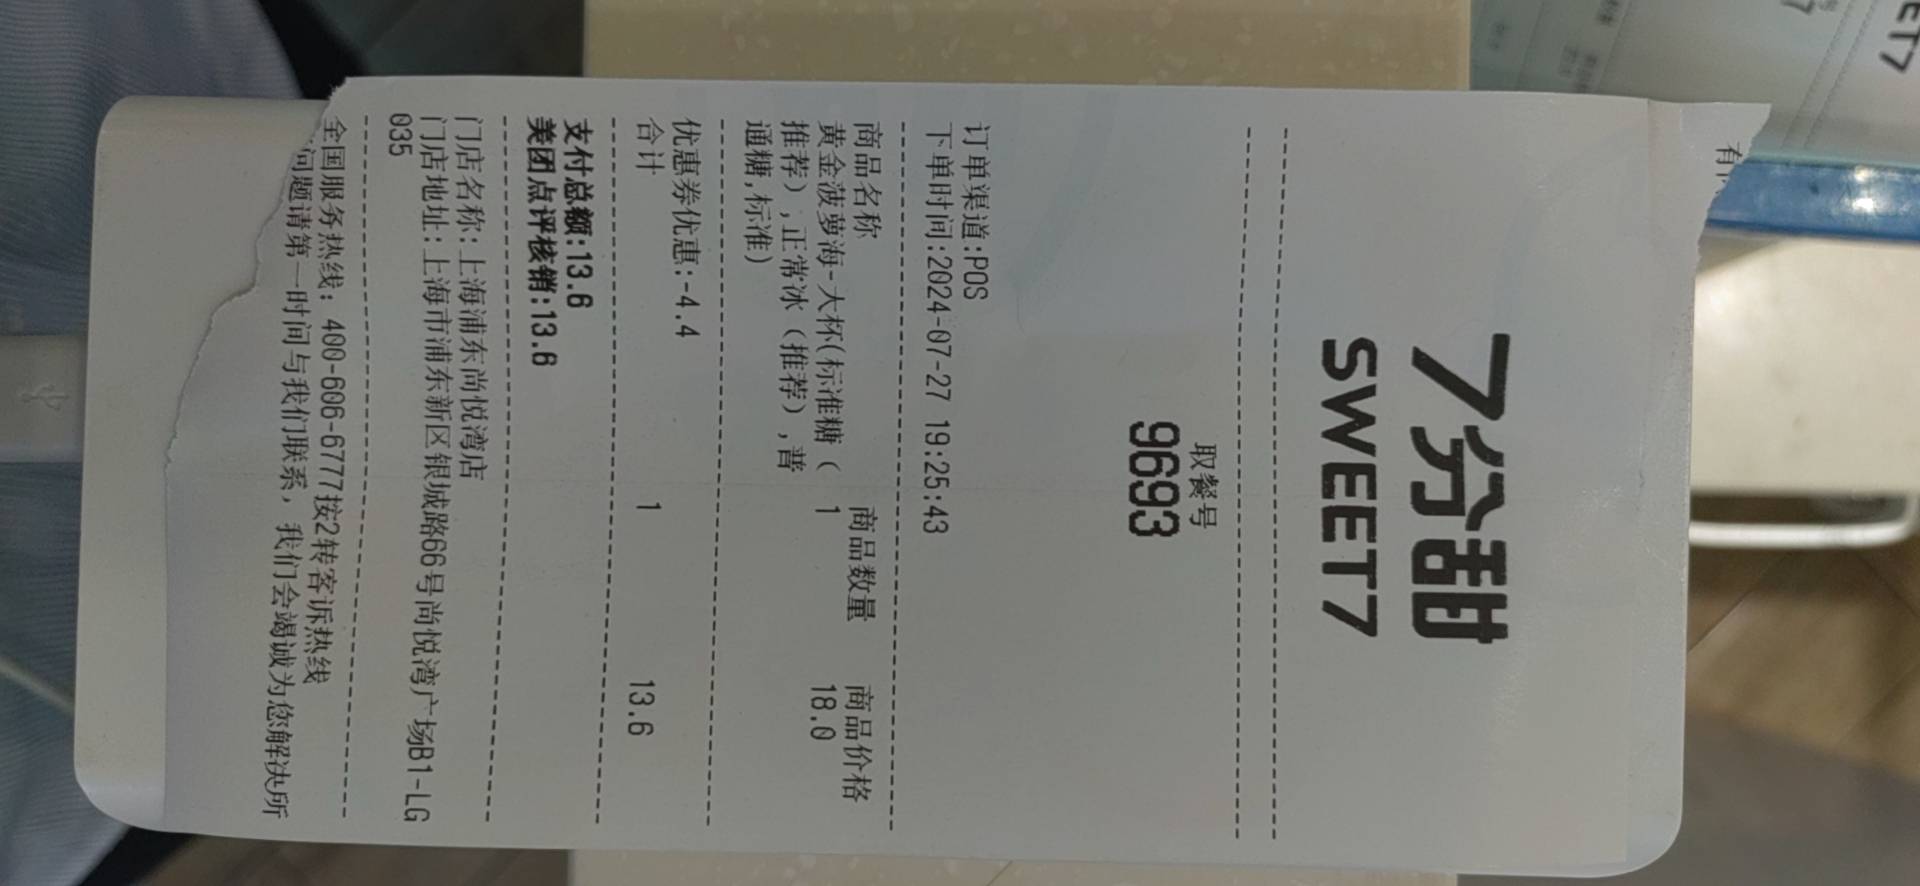 7分甜
SWEET7
取餐号
9693
订单渠道:POS
下单时间:2024-07-27 19:25:43
商品名称 商品数量 商品价格
黄金菠萝海-大杯(标准糖（ 1 18.0
推荐）,正常冰（推荐）,普
通糖,标准)
优惠券优惠:-4.4
合计 1 13.6
支付总额:13.6
美团点评核销:13.6
门店名称：上海浦东尚悦湾店
门店地址：上海市浦东新区银城路66号尚悦湾广场B1-LG
035
全国服务热线：400-606-6777按2转客诉热线
问题请第一时间与我们联系，我们会竭诚为您解决所
有
ET7